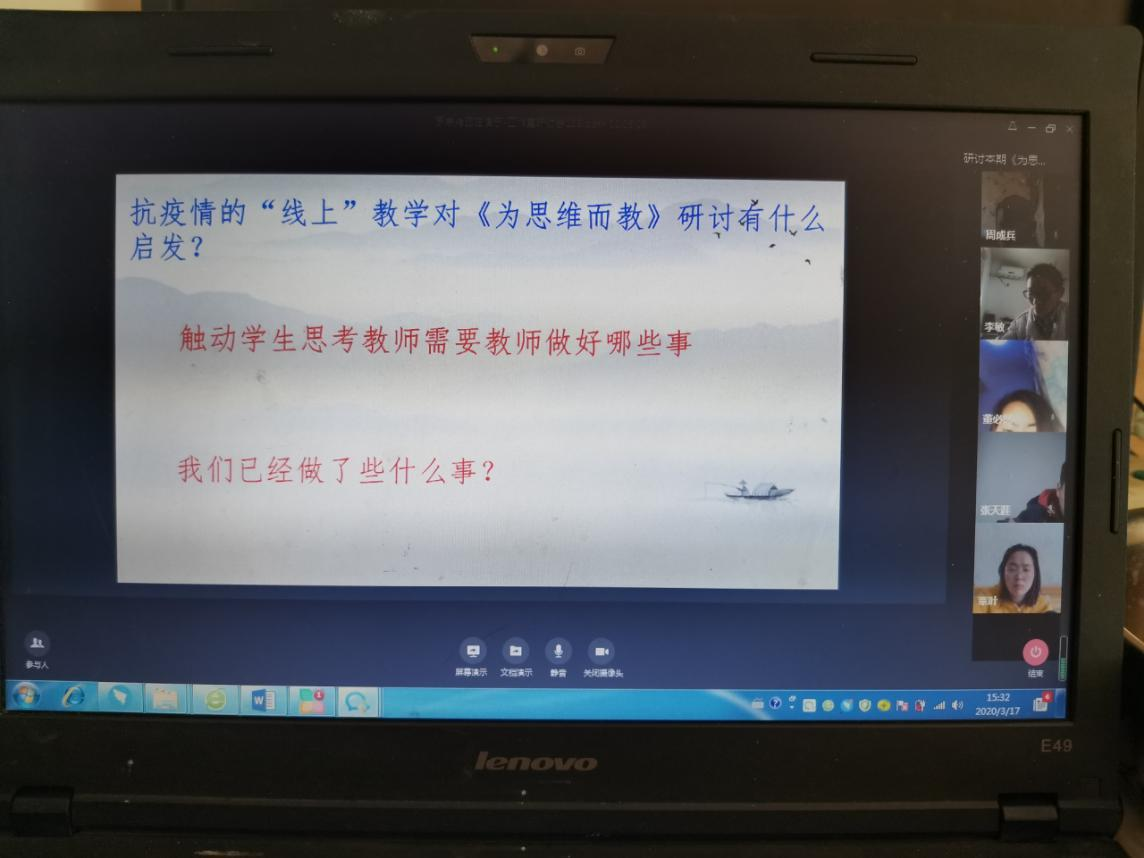 研讨本期《为思...
抗疫情的“线上”教学对《为思维而教》研讨有什么
启发？
触动学生思考教师需要教师做好哪些事
我们已经做了些什么事？
周成兵
李敏
董必
张天
叶
参与人
屏幕演示
文档演示
静音
关闭摄像头
结束
15:32
2020/3/17
lenovo
E49